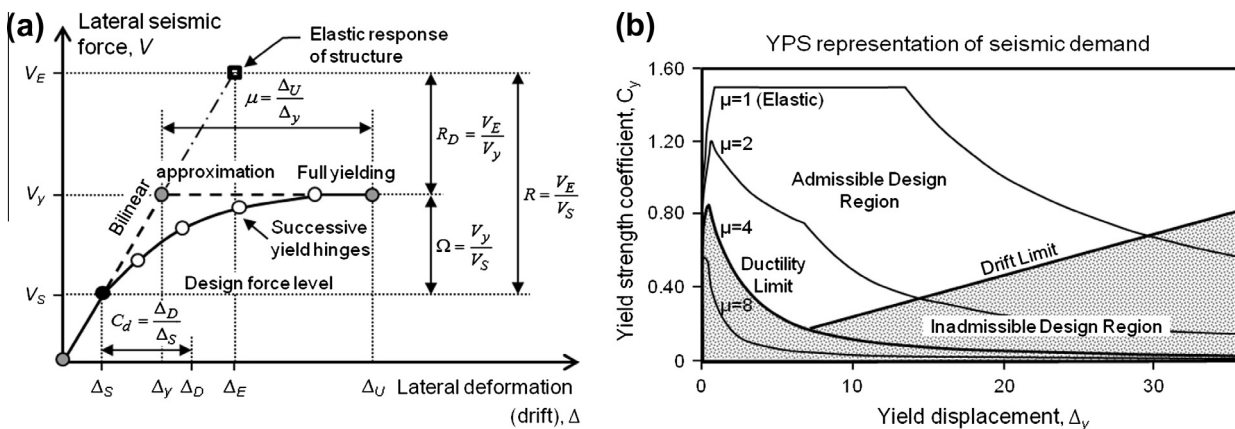 (a)
Lateral seismic
force, V
Elastic response
of structure
V_E
μ = Δ_U / Δ_y
R_D = V_E / V_y
approximation
Full yielding
V_y
R = V_E / V_S
Bilinear
Successive
yield hinges
Ω = V_y / V_S
Design force level
V_S
C_d = Δ_D / Δ_S
Δ_S Δ_y Δ_D Δ_E Δ_U Lateral deformation
(drift), Δ
(b)
YPS representation of seismic demand
Yield strength coefficient, C_y
1.60
1.20
0.80
0.40
0
μ=1 (Elastic)
μ=2
Admissible Design
Region
μ=4
Ductility
Limit
Drift Limit
μ=8
Inadmissible Design Region
0 10 20 30
Yield displacement, Δ_y